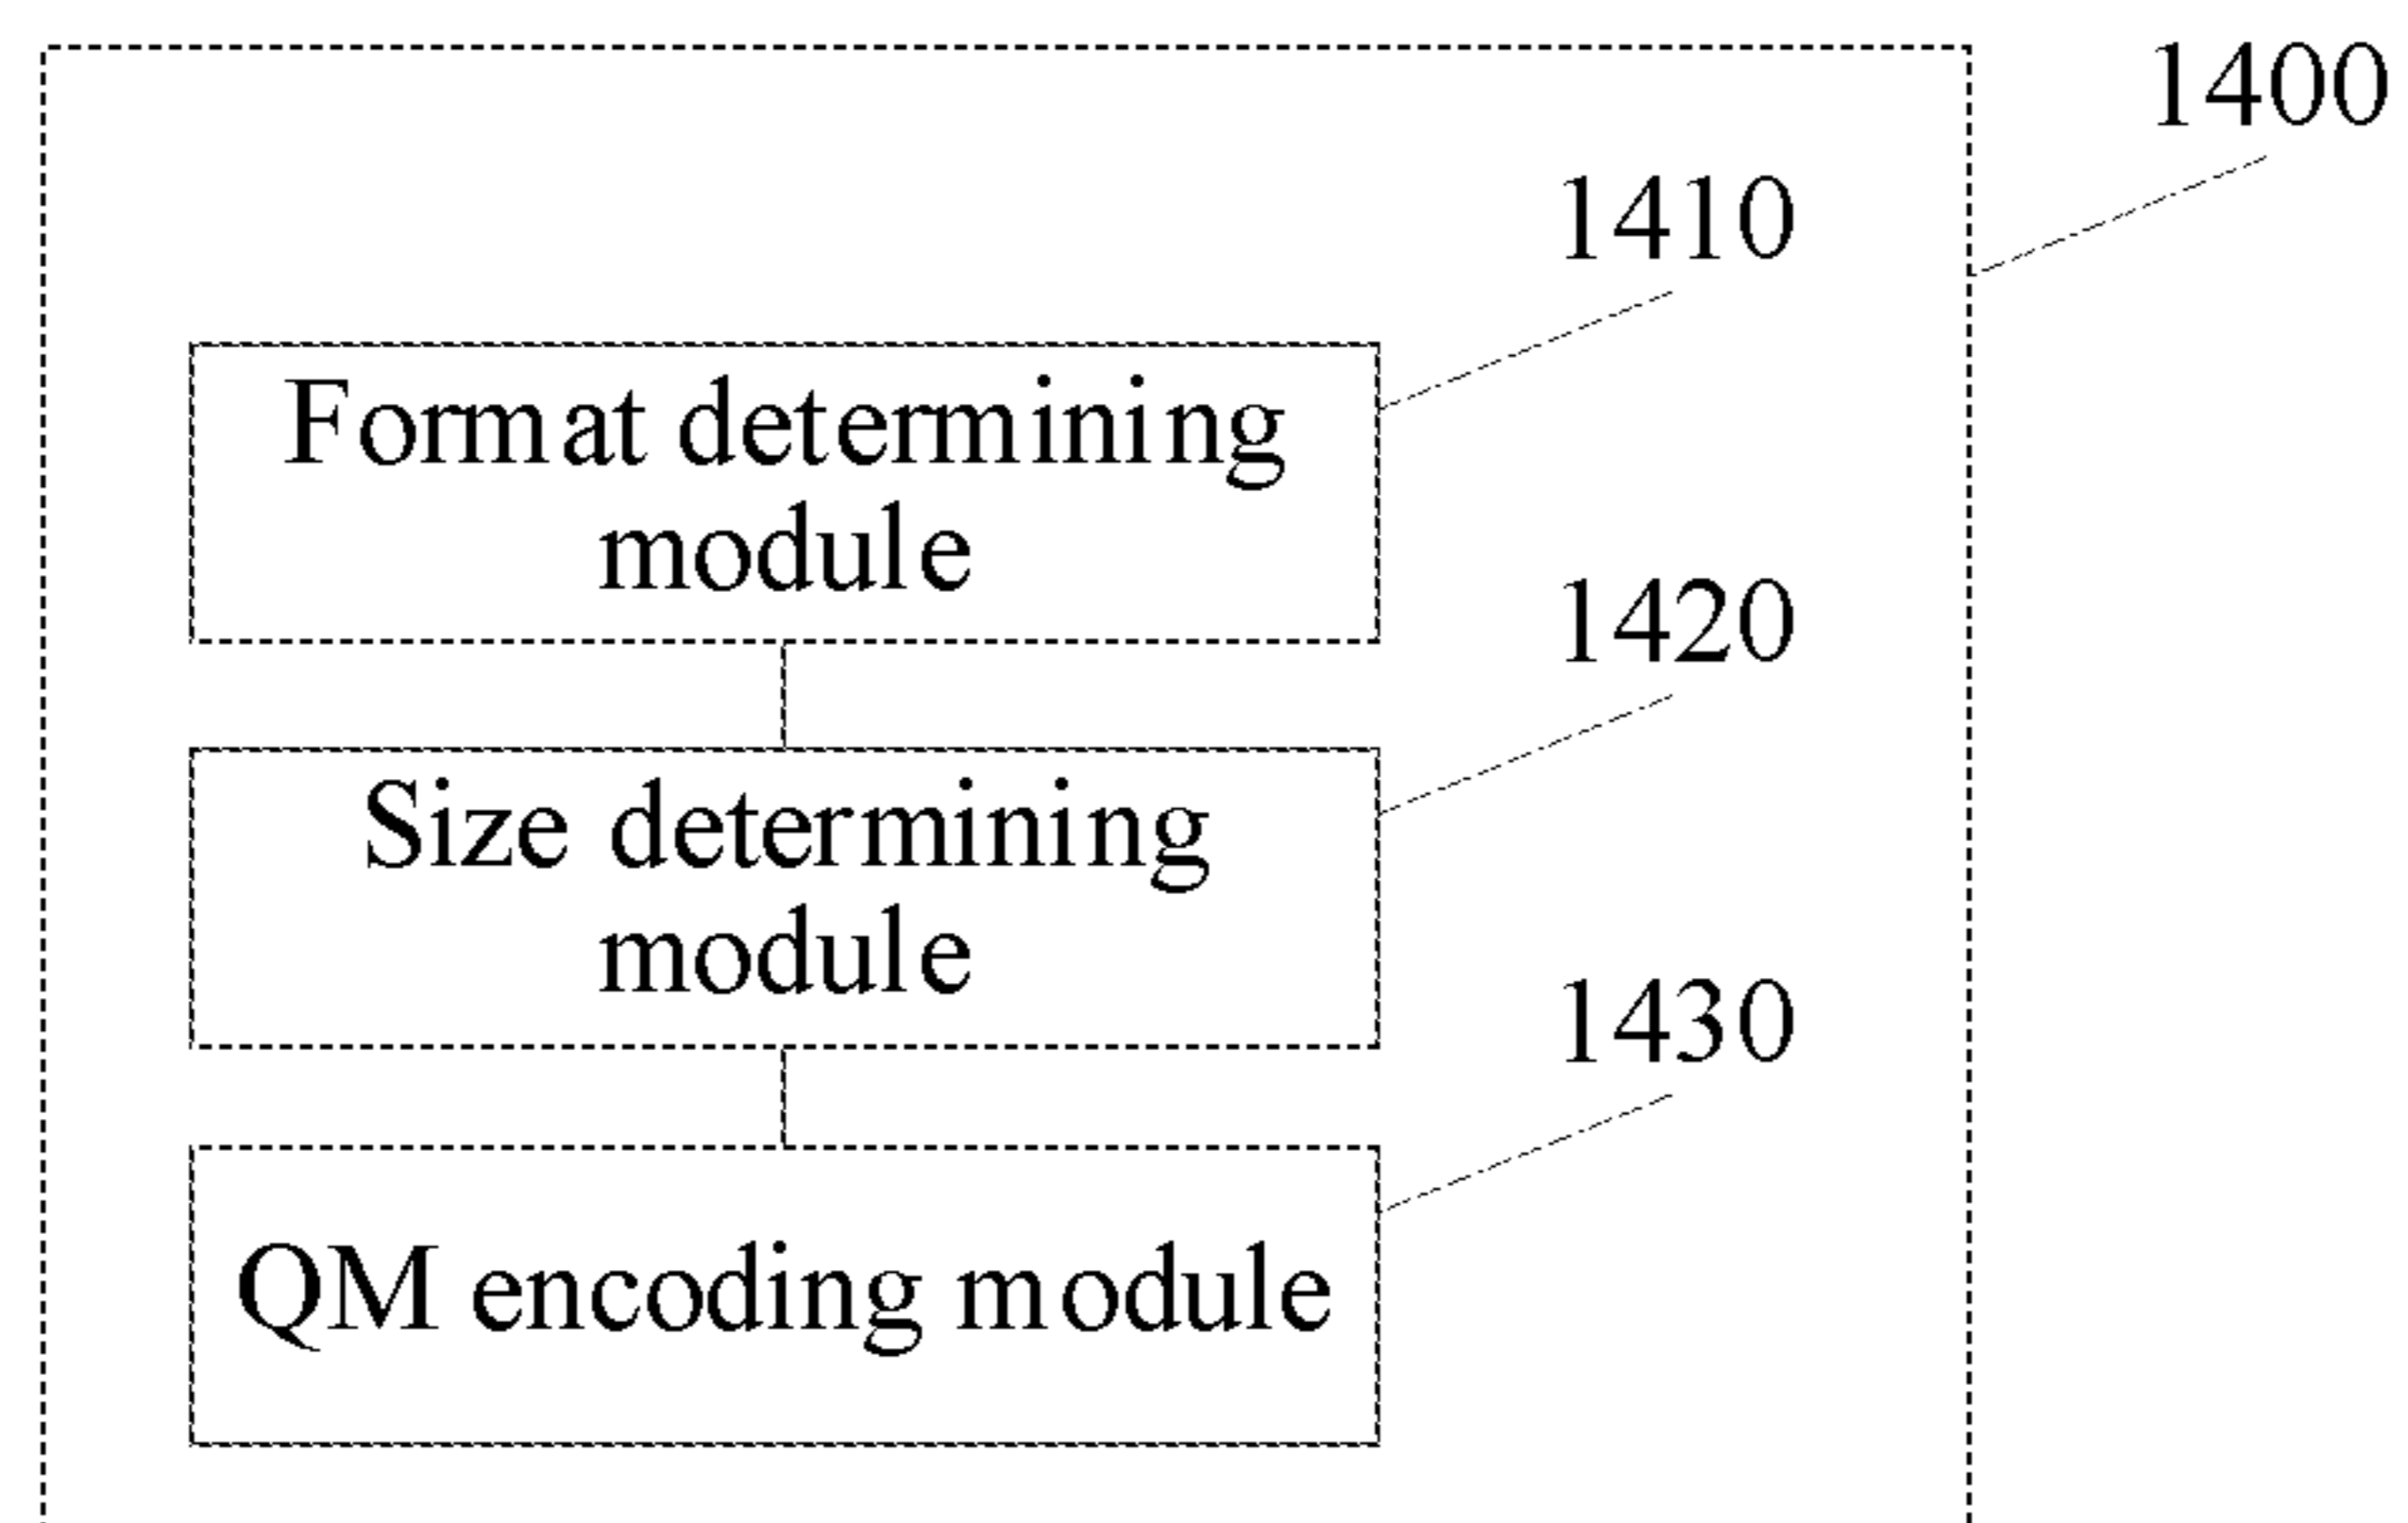 1400
1410
Format determining
module
1420
Size determining
module
1430
QM encoding module